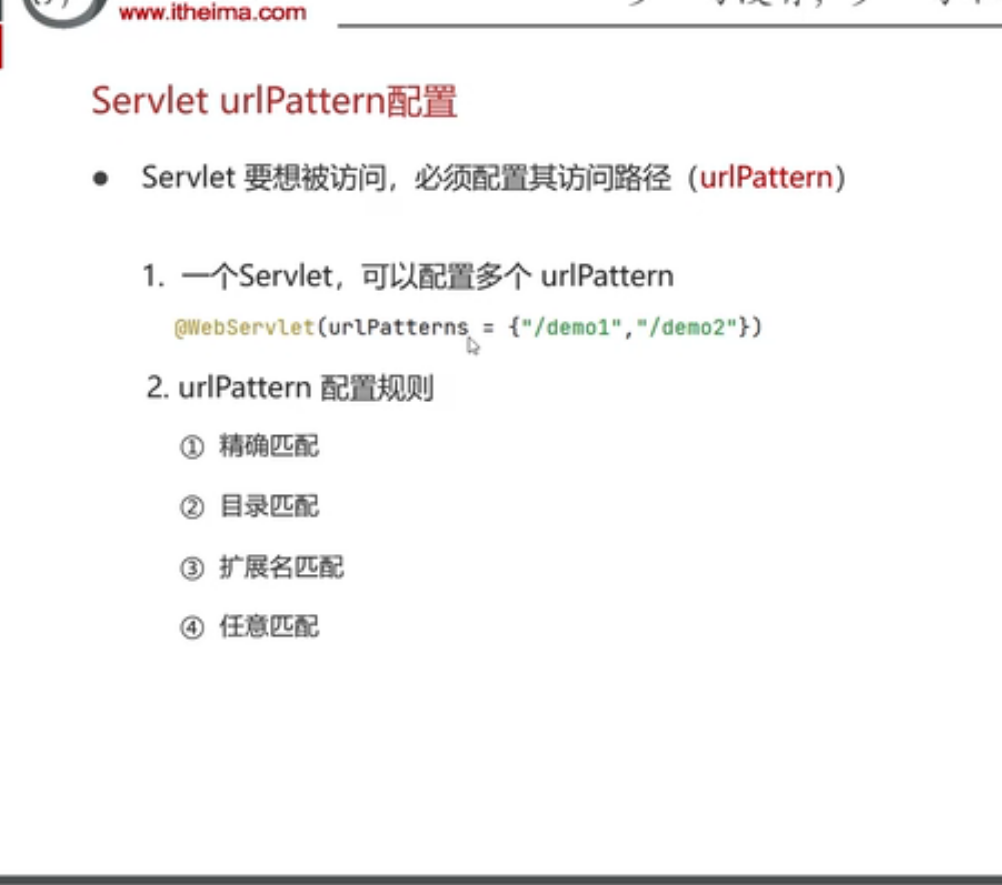 www.itheima.com
Servlet urlPattern配置
● Servlet 要想被访问，必须配置其访问路径（urlPattern）
1. 一个Servlet，可以配置多个 urlPattern
@WebServlet(urlPatterns = {"/demo1","/demo2"})
2. urlPattern 配置规则
① 精确匹配
② 目录匹配
③ 扩展名匹配
④ 任意匹配